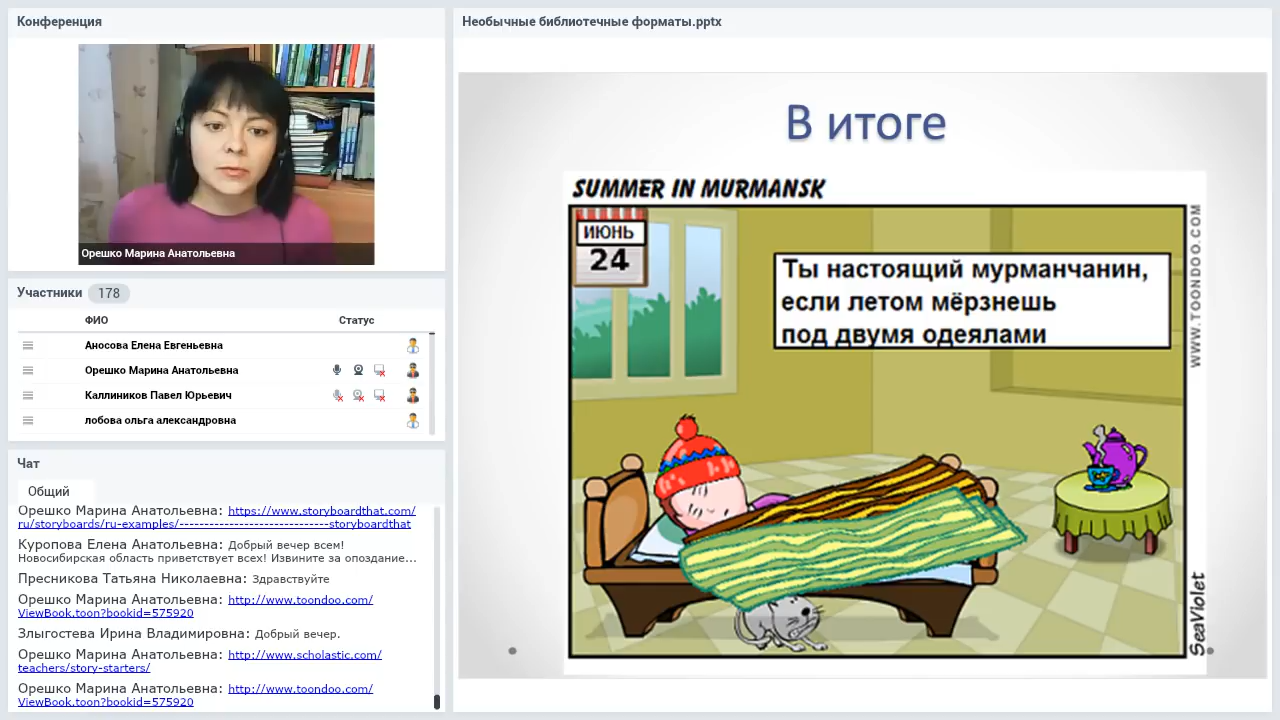 Конференция
Орешко Марина Анатольевна
Участники 178
ФИО Статус
Аносова Елена Евгеньевна
Орешко Марина Анатольевна
Каллиников Павел Юрьевич
лобова ольга александровна
Чат
Общий
Орешко Марина Анатольевна: https://www.storyboardthat.com/
ru/storyboards/ru-examples/-----------------------------storyboardthat
Куропова Елена Анатольевна: Добрый вечер всем!
Новосибирская область приветствует всех! Извините за опоздание...
Пресникова Татьяна Николаевна: Здравствуйте
Орешко Марина Анатольевна: http://www.toondoo.com/
ViewBook.toon?bookid=575920
Злыгостева Ирина Владимировна: Добрый вечер.
Орешко Марина Анатольевна: http://www.scholastic.com/
teachers/story-starters/
Орешко Марина Анатольевна: http://www.toondoo.com/
ViewBook.toon?bookid=575920
Необычные библиотечные форматы.pptx
В итоге
SUMMER IN MURMANSK
ИЮНЬ
24
Ты настоящий мурманчанин,
если летом мёрзнешь
под двумя одеялами
WWW.TOONDOO.COM
SeaViolet